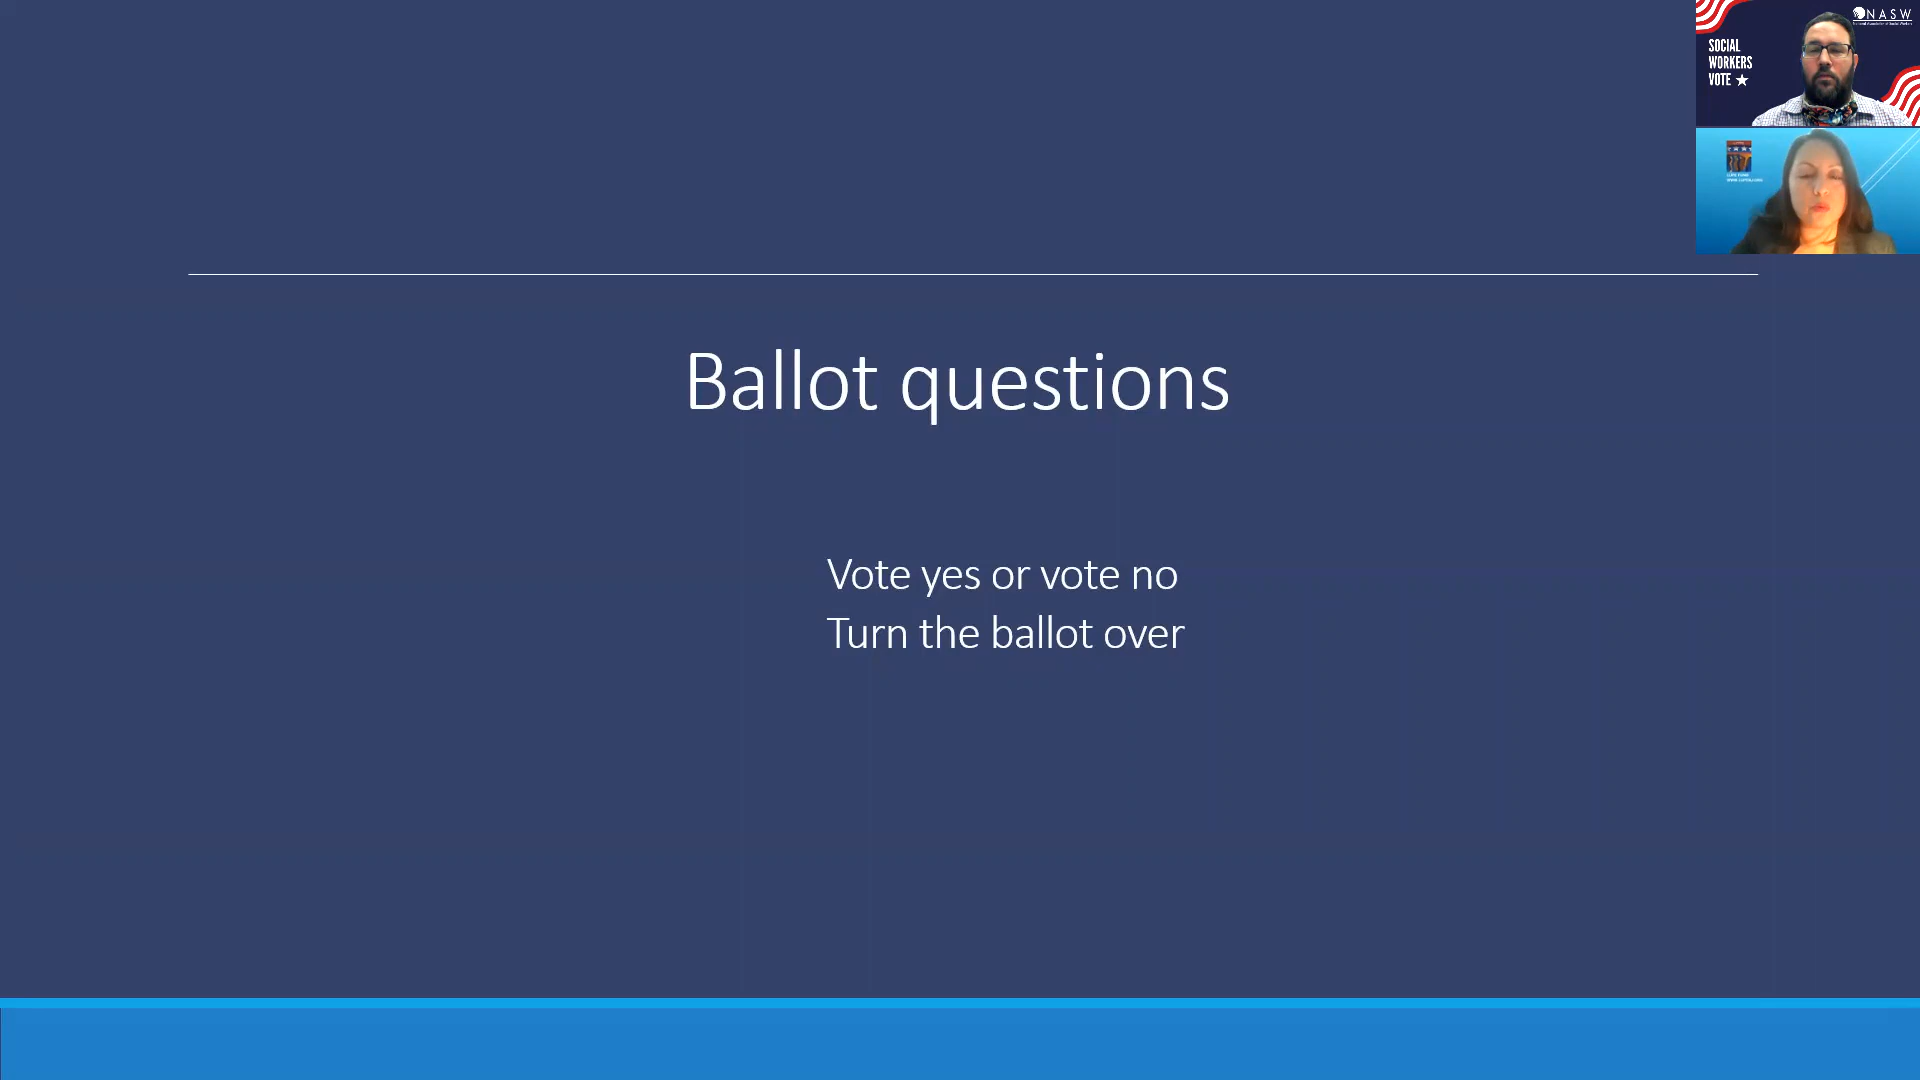 NASW
SOCIAL
WORKERS
VOTE
Ballot questions
Vote yes or vote no
Turn the ballot over